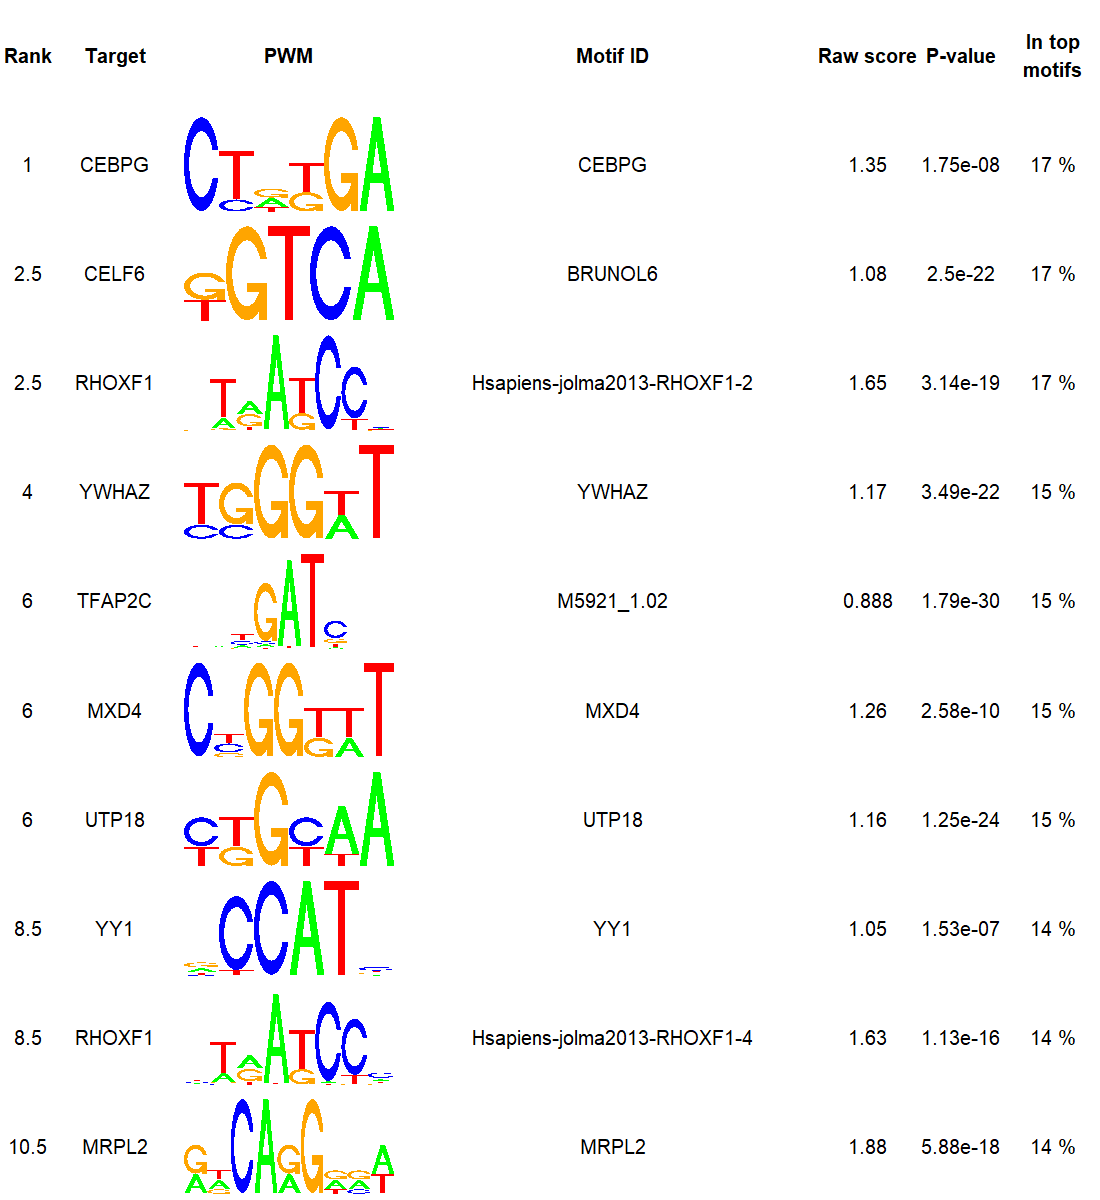 Rank Target PWM Motif ID Raw score P-value In top motifs
1 CEBPG CEBPG 1.35 1.75e-08 17 %
2.5 CELF6 BRUNOL6 1.08 2.5e-22 17 %
2.5 RHOXF1 Hsapiens-jolma2013-RHOXF1-2 1.65 3.14e-19 17 %
4 YWHAZ YWHAZ 1.17 3.49e-22 15 %
6 TFAP2C M5921_1.02 0.888 1.79e-30 15 %
6 MXD4 MXD4 1.26 2.58e-10 15 %
6 UTP18 UTP18 1.16 1.25e-24 15 %
8.5 YY1 YY1 1.05 1.53e-07 14 %
8.5 RHOXF1 Hsapiens-jolma2013-RHOXF1-4 1.63 1.13e-16 14 %
10.5 MRPL2 MRPL2 1.88 5.88e-18 14 %